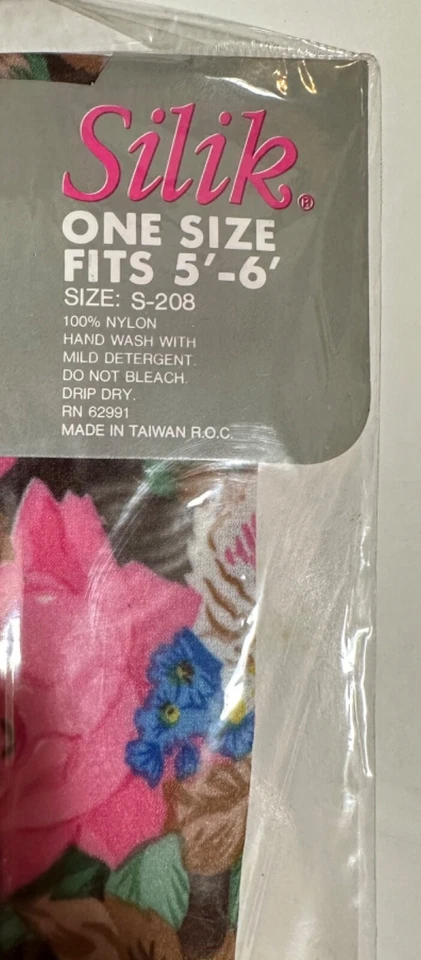 Silik®
ONE SIZE
FITS 5'-6'
SIZE: S-208
100% NYLON
HAND WASH WITH
MILD DETERGENT.
DO NOT BLEACH.
DRIP DRY.
RN 62991
MADE IN TAIWAN R.O.C.